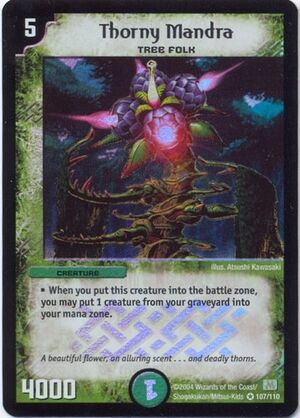 5
Thorny Mandra
TREE FOLK
Illus. Atsushi Kawasaki
CREATURE
▪ When you put this creature into the battle zone,
you may put 1 creature from your graveyard into
your mana zone.
A beautiful flower, an alluring scent . . . and deadly thorns.
4000
1
©2004 Wizards of the Coast/
Shogakukan/Mitsui-Kids ✪ 107/110